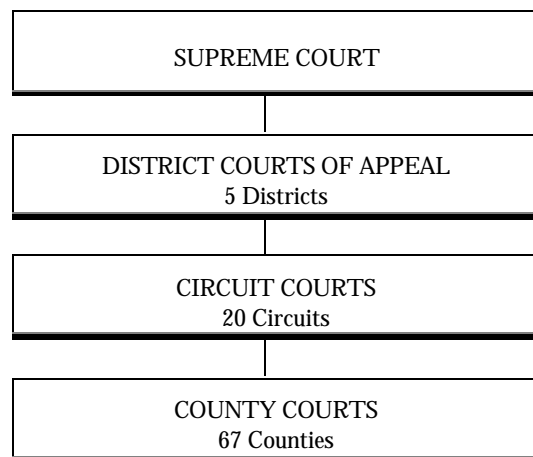 SUPREME COURT
DISTRICT COURTS OF APPEAL
5 Districts
CIRCUIT COURTS
20 Circuits
COUNTY COURTS
67 Counties